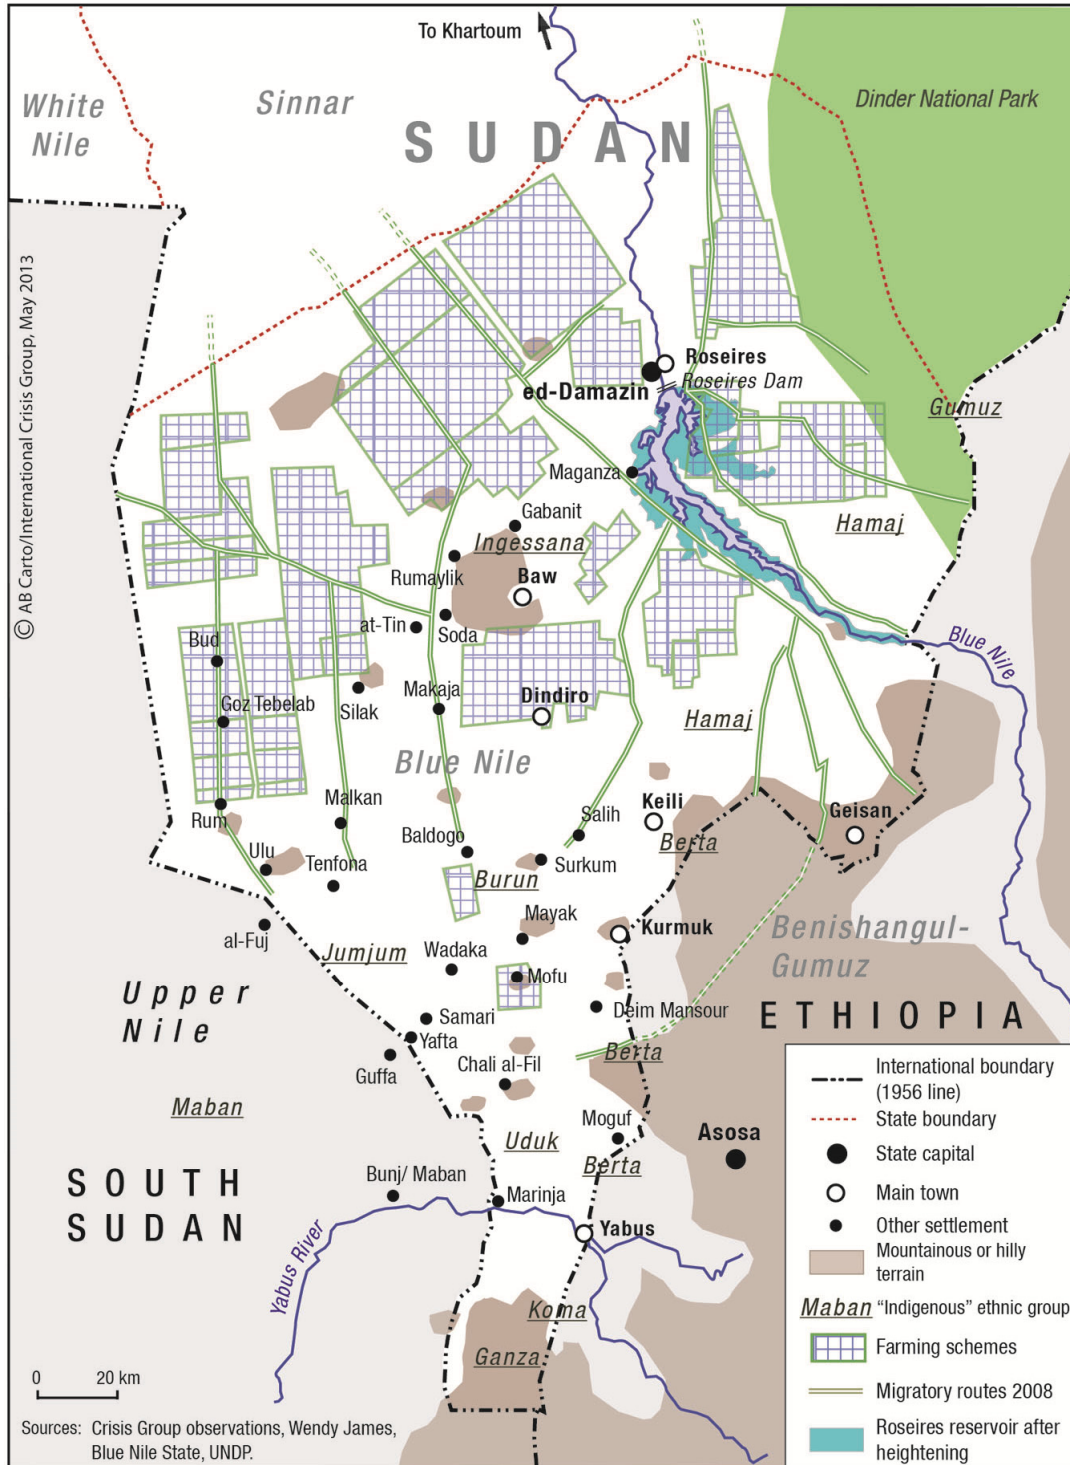 To Khartoum
White
Nile
Sinnar
SUDAN
Dinder National Park
© AB Carto/International Crisis Group, May 2013
Roseires
ed-Damazin
Roseires Dam
Gumuz
Maganza
Gabanit
Hamaj
Ingessana
Rumaylik
Baw
at-Tin
Soda
Bud
Blue Nile
Makaja
Dindiro
Silak
Goz Tebelab
Hamaj
Blue Nile
Malkan
Rum
Keili
Salih
Geisan
Berta
Baldogo
Ulu
Tenfona
Surkum
Burun
Mayak
Kurmuk
Benishangul-
Gumuz
al-Fuj
Jumjum
Wadaka
Mofu
Upper
Nile
Deim Mansour
ETHIOPIA
Samari
Yafta
Berta
Guffa
Chali al-Fil
Maban
Moguf
Asosa
Uduk
Berta
SOUTH
SUDAN
Bunj/ Maban
Marinja
Yabus
Yabus River
Koma
Ganza
International boundary
(1956 line)
State boundary
State capital
Main town
Other settlement
Mountainous or hilly
terrain
Maban "Indigenous" ethnic group
Farming schemes
Migratory routes 2008
Roseires reservoir after
heightening
0 20 km
Sources: Crisis Group observations, Wendy James,
Blue Nile State, UNDP.